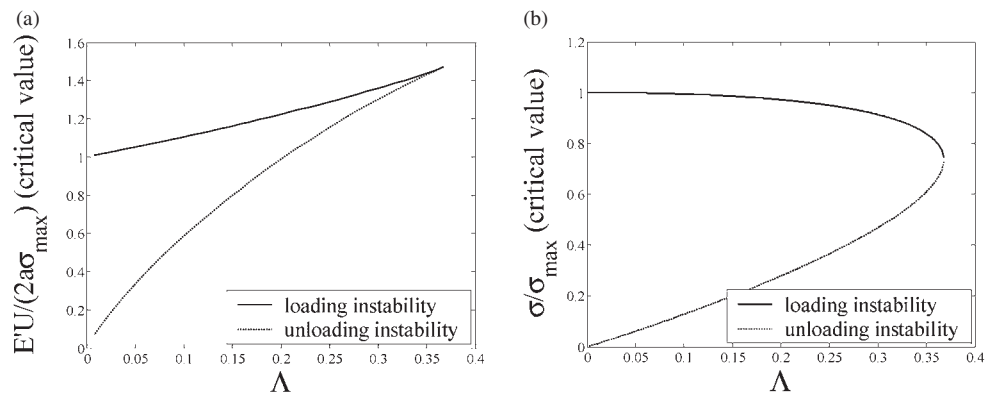 (a)
E'U/(2aσmax) (critical value)
1.6
1.4
1.2
1
0.8
0.6
0.4
0.2
0
0 0.05 0.1 0.15 0.2 0.25 0.3 0.35 0.4
Λ
loading instability
unloading instability
(b)
σ/σmax (critical value)
1.2
1
0.8
0.6
0.4
0.2
0
0 0.05 0.1 0.15 0.2 0.25 0.3 0.35 0.4
Λ
loading instability
unloading instability